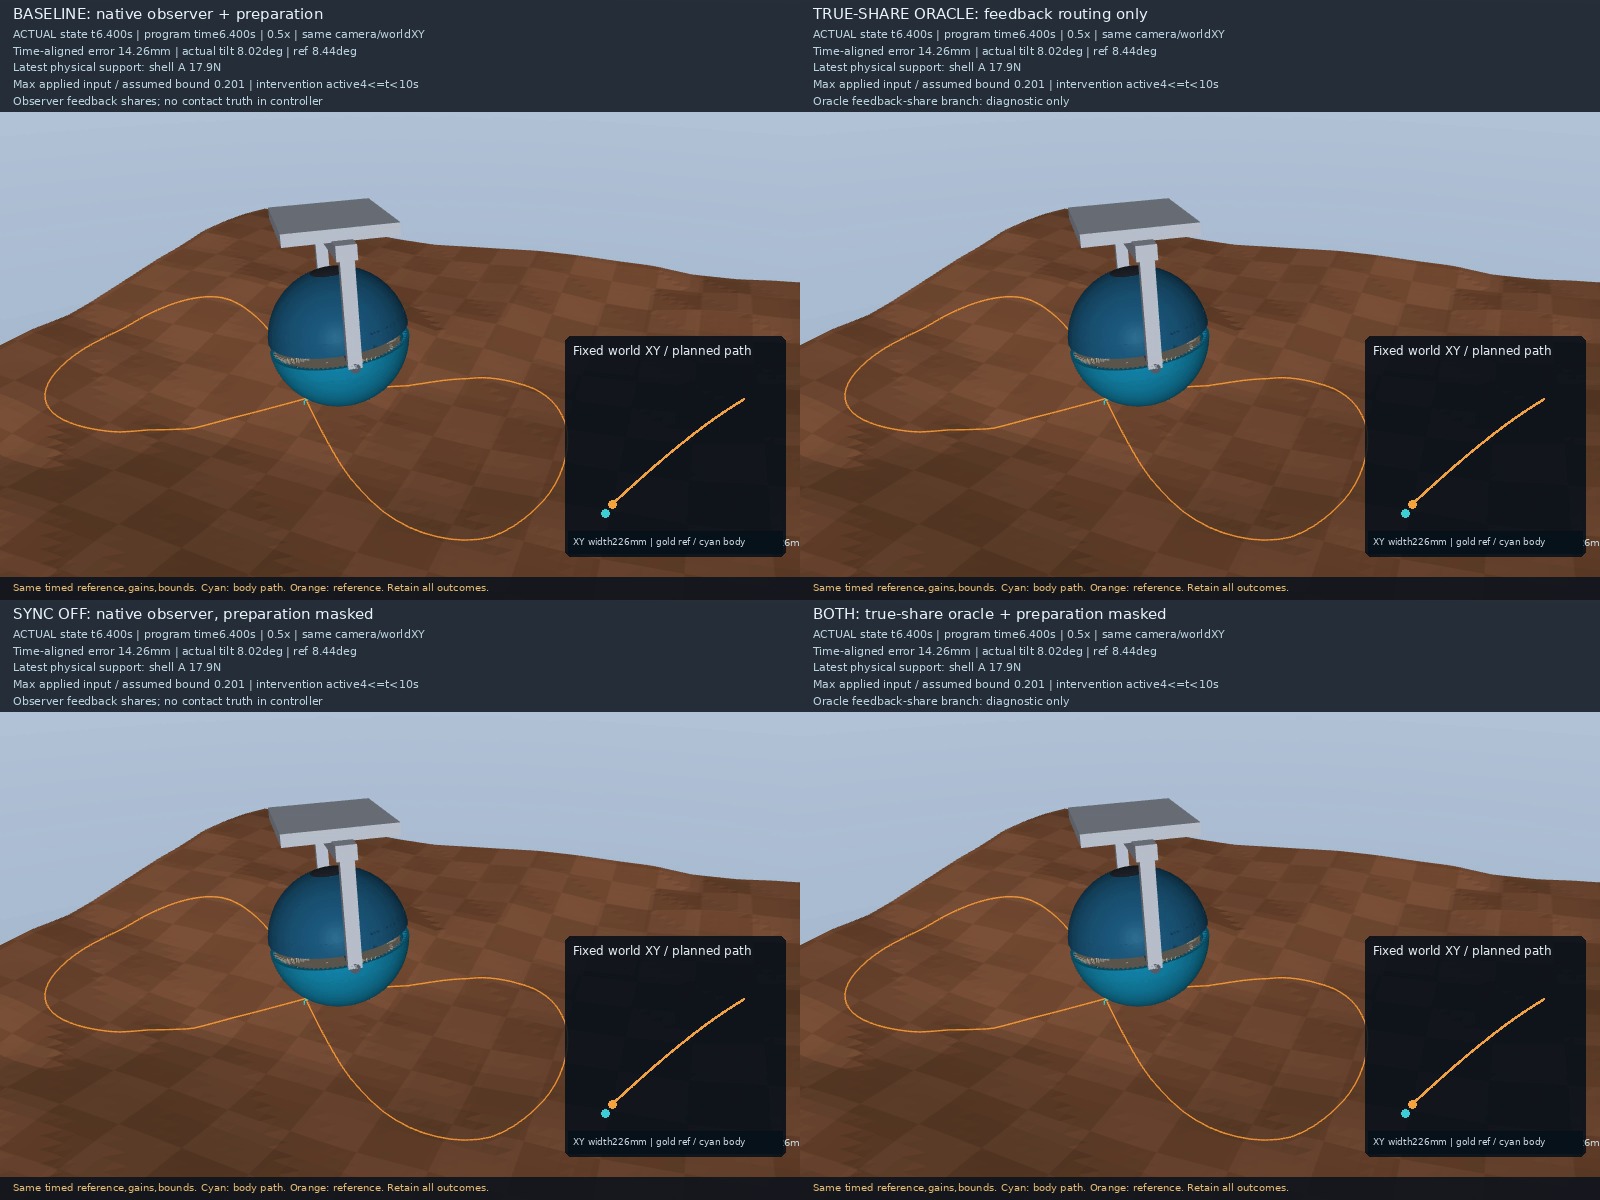 BASELINE: native observer + preparation
ACTUAL state t6.400s | program time6.400s | 0.5x | same camera/worldXY
Time-aligned error 14.26mm | actual tilt 8.02deg | ref 8.44deg
Latest physical support: shell A 17.9N
Max applied input / assumed bound 0.201 | intervention active4<=t<10s
Observer feedback shares; no contact truth in controller
Fixed world XY / planned path
XY width226mm | gold ref / cyan body
6m
Same timed reference,gains,bounds. Cyan: body path. Orange: reference. Retain all outcomes.
TRUE-SHARE ORACLE: feedback routing only
ACTUAL state t6.400s | program time6.400s | 0.5x | same camera/worldXY
Time-aligned error 14.26mm | actual tilt 8.02deg | ref 8.44deg
Latest physical support: shell A 17.9N
Max applied input / assumed bound 0.201 | intervention active4<=t<10s
Oracle feedback-share branch: diagnostic only
Fixed world XY / planned path
XY width226mm | gold ref / cyan body
6m
Same timed reference,gains,bounds. Cyan: body path. Orange: reference. Retain all outcomes.
SYNC OFF: native observer, preparation masked
ACTUAL state t6.400s | program time6.400s | 0.5x | same camera/worldXY
Time-aligned error 14.26mm | actual tilt 8.02deg | ref 8.44deg
Latest physical support: shell A 17.9N
Max applied input / assumed bound 0.201 | intervention active4<=t<10s
Observer feedback shares; no contact truth in controller
Fixed world XY / planned path
XY width226mm | gold ref / cyan body
6m
Same timed reference,gains,bounds. Cyan: body path. Orange: reference. Retain all outcomes.
BOTH: true-share oracle + preparation masked
ACTUAL state t6.400s | program time6.400s | 0.5x | same camera/worldXY
Time-aligned error 14.26mm | actual tilt 8.02deg | ref 8.44deg
Latest physical support: shell A 17.9N
Max applied input / assumed bound 0.201 | intervention active4<=t<10s
Oracle feedback-share branch: diagnostic only
Fixed world XY / planned path
XY width226mm | gold ref / cyan body
6m
Same timed reference,gains,bounds. Cyan: body path. Orange: reference. Retain all outcomes.